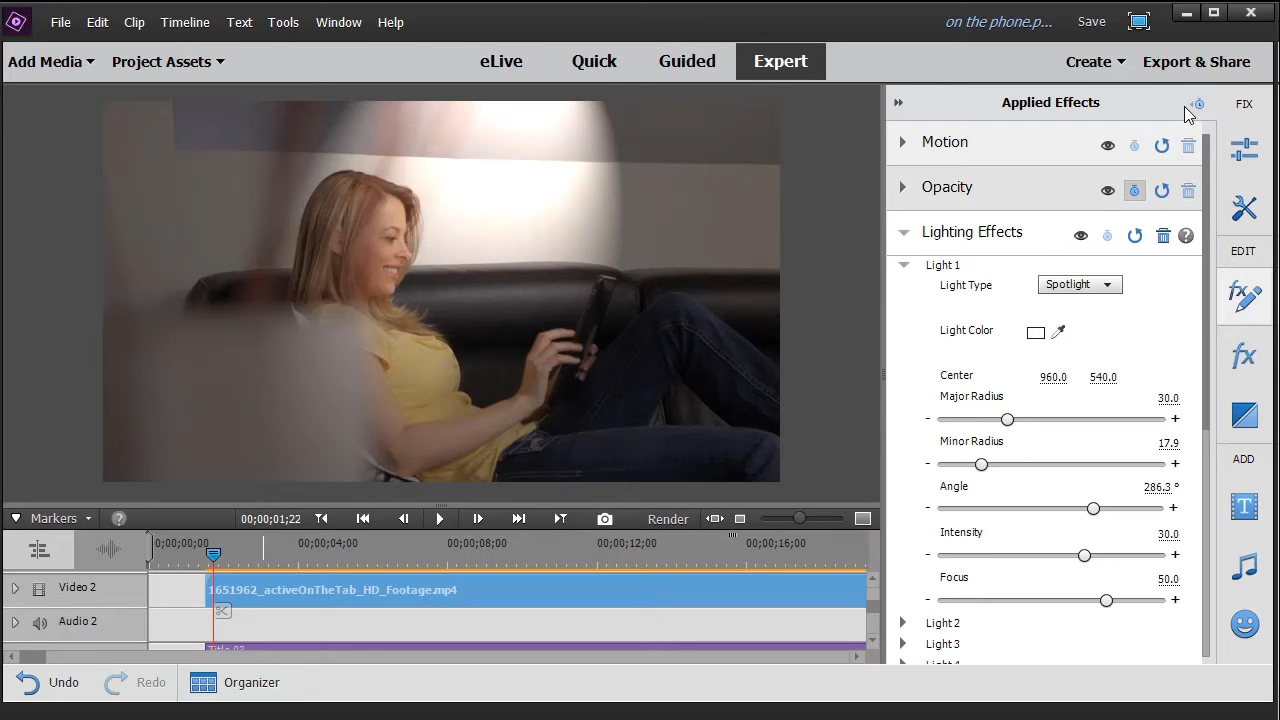 File Edit Clip Timeline Text Tools Window Help on the phone.p... Save
Add Media Project Assets eLive Quick Guided Expert Create Export & Share
Applied Effects FIX
Motion
Opacity
Lighting Effects
EDIT
Light 1
Light Type Spotlight
Light Color
Center 960.0 540.0
Major Radius 30.0
- +
Minor Radius 17.9
- +
ADD
Angle 286.3 °
- +
Intensity 30.0
- +
Focus 50.0
- +
Light 2
Light3
Markers 00;00;01;22 Render
0;00;00;00 00;00;04;00 00;00;08;00 00;00;12;00 00;00;16;00
Video 2 1651962_activeOnTheTab_HD_Footage.mp4
Audio 2
Undo Redo Organizer